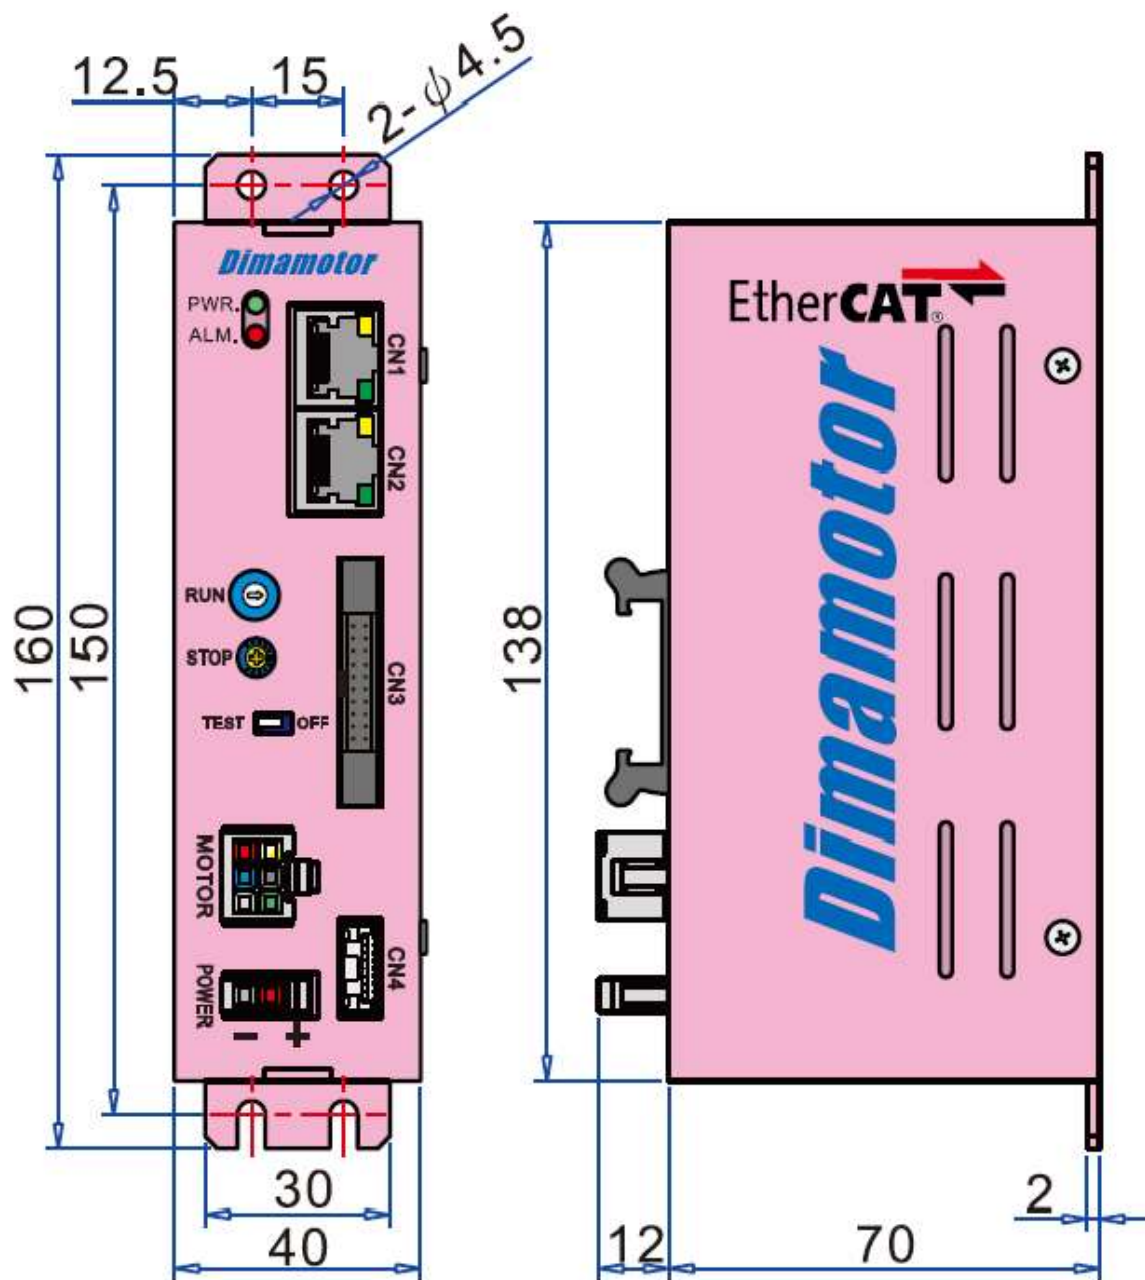 12.5
15
2-φ4.5
Dimamotor
PWR.
ALM.
CN1
CN2
RUN
STOP
TEST
OFF
CN3
MOTOR
CN4
POWER
- +
160
150
30
40
EtherCAT®
Dimamotor
138
2
12
70